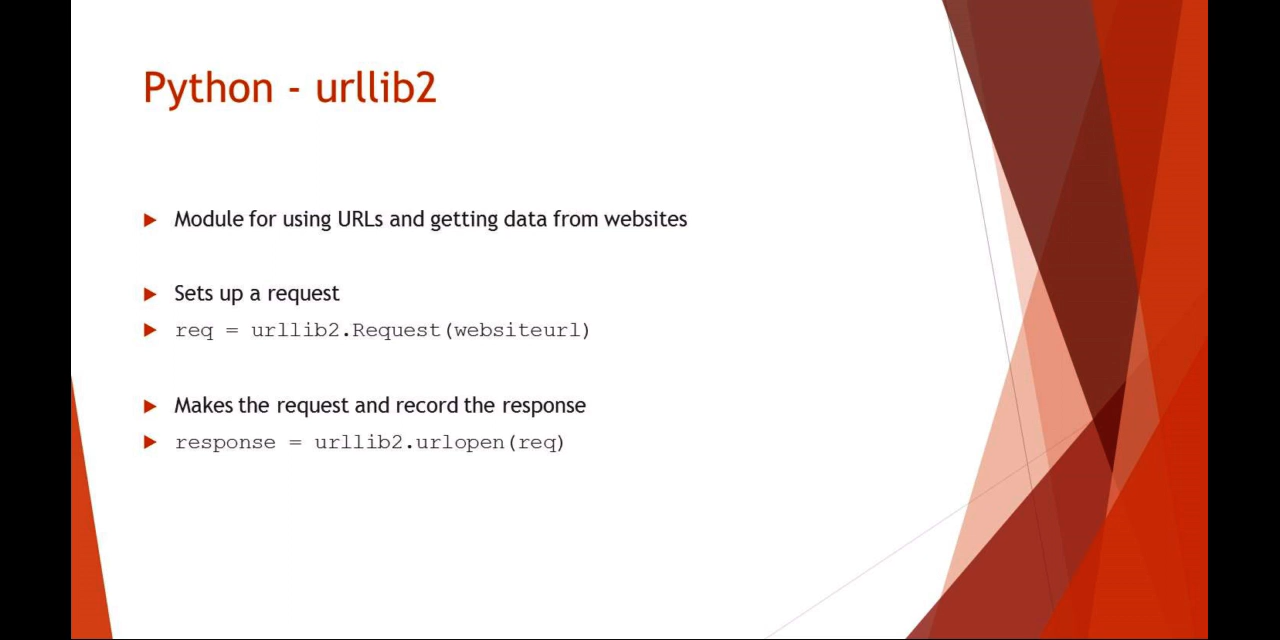 Python - urllib2
Module for using URLs and getting data from websites
Sets up a request
req = urllib2.Request(websiteurl)
Makes the request and record the response
response = urllib2.urlopen(req)